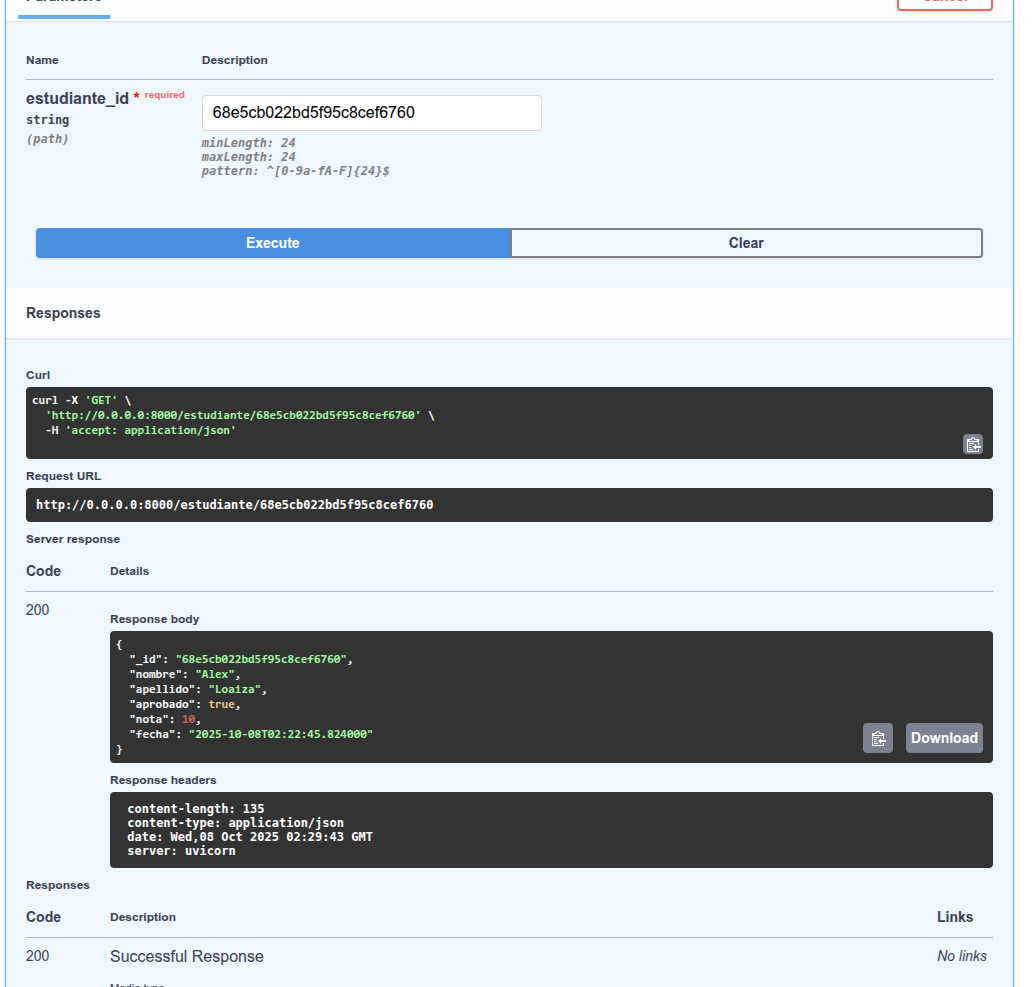 Parameters
Cancel
Name Description
estudiante_id * required
string
(path)
68e5cb022bd5f95c8cef6760
minLength: 24
maxLength: 24
pattern: ^[0-9a-fA-F]{24}$
Execute Clear
Responses
Curl
curl -X 'GET' \
'http://0.0.0.0:8000/estudiante/68e5cb022bd5f95c8cef6760' \
-H 'accept: application/json'
Request URL
http://0.0.0.0:8000/estudiante/68e5cb022bd5f95c8cef6760
Server response
Code Details
200
Response body
{
"_id": "68e5cb022bd5f95c8cef6760",
"nombre": "Alex",
"apellido": "Loaiza",
"aprobado": true,
"nota": 10,
"fecha": "2025-10-08T02:22:45.824000"
}
Download
Response headers
content-length: 135
content-type: application/json
date: Wed,08 Oct 2025 02:29:43 GMT
server: uvicorn
Responses
Code Description Links
200 Successful Response No links
Media type